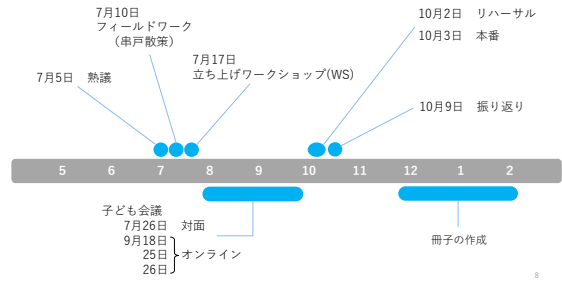 7月10日
フィールドワーク
（串戸散策）
7月5日　熟議
7月17日
立ち上げワークショップ(WS)
10月2日　リハーサル
10月3日　本番
10月9日　振り返り
5 6 7 8 9 10 11 12 1 2
子ども会議
7月26日　対面
9月18日
25日 オンライン
26日
冊子の作成
8